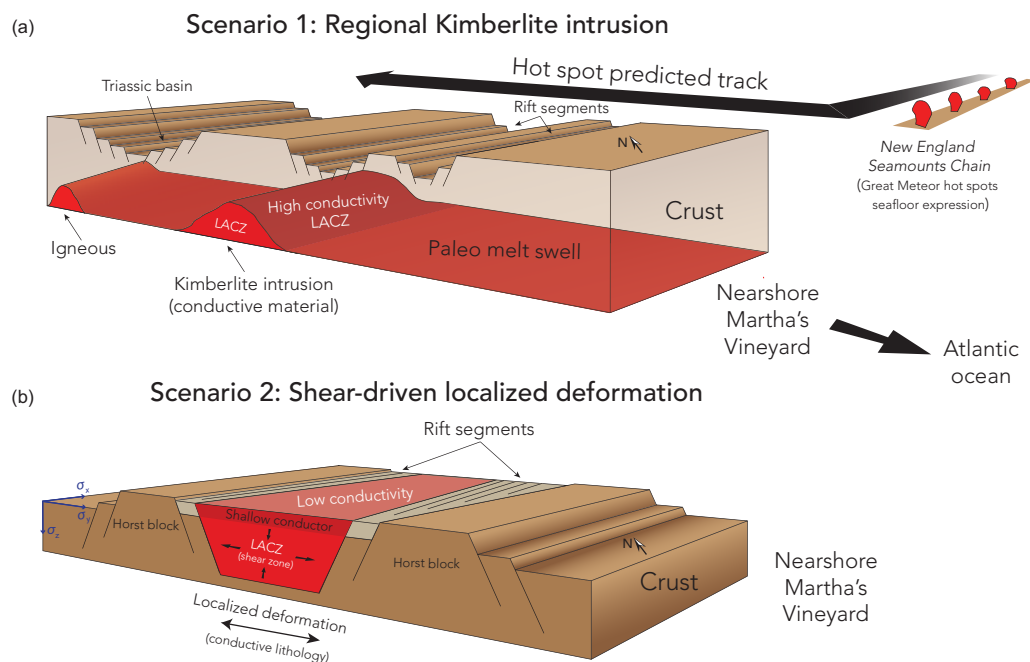 (a)
Scenario 1: Regional Kimberlite intrusion
Hot spot predicted track
Triassic basin
Rift segments
N
New England
Seamounts Chain
(Great Meteor hot spots
seafloor expression)
High conductivity
LACZ
LACZ
Crust
Igneous
Paleo melt swell
Kimberlite intrusion
(conductive material)
Nearshore
Martha's
Vineyard
Atlantic
ocean
(b)
Scenario 2: Shear-driven localized deformation
Rift segments
σx
σy
σz
Low conductivity
Horst block
Shallow conductor
LACZ
(shear zone)
Horst block
N
Crust
Nearshore
Martha's
Vineyard
Localized deformation
(conductive lithology)